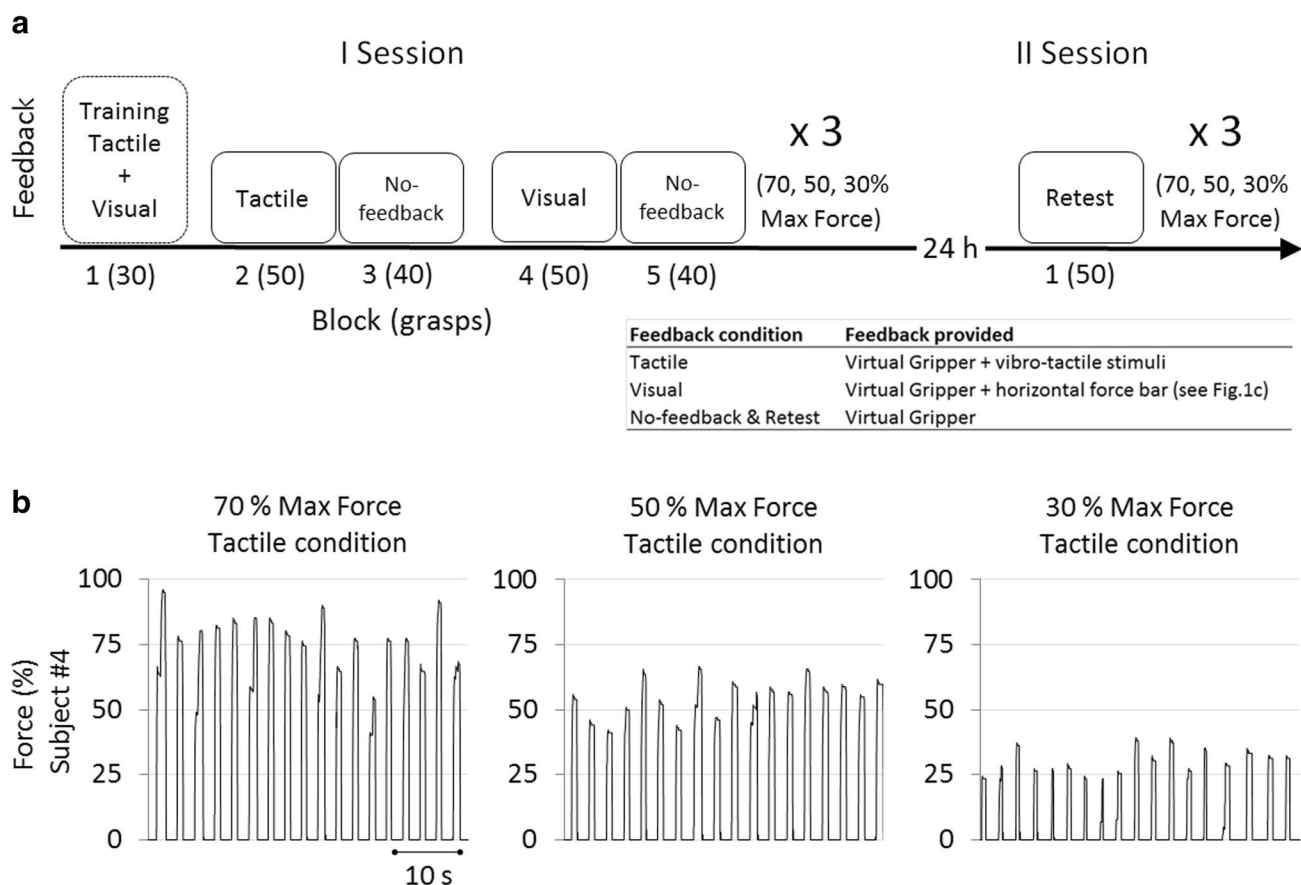 a
I Session
II Session
Feedback
Training
Tactile
+
Visual
Tactile
No-
feedback
Visual
No-
feedback
x 3
(70, 50, 30%
Max Force)
24 h
Retest
x 3
(70, 50, 30%
Max Force)
1 (30)
2 (50)
3 (40)
4 (50)
5 (40)
1 (50)
Block (grasps)
Feedback condition Feedback provided
Tactile Virtual Gripper + vibro-tactile stimuli
Visual Virtual Gripper + horizontal force bar (see Fig.1c)
No-feedback & Retest Virtual Gripper
b
70 % Max Force
Tactile condition
50 % Max Force
Tactile condition
30 % Max Force
Tactile condition
Force (%)
Subject #4
100
75
50
25
0
10 s
100
75
50
25
0
100
75
50
25
0